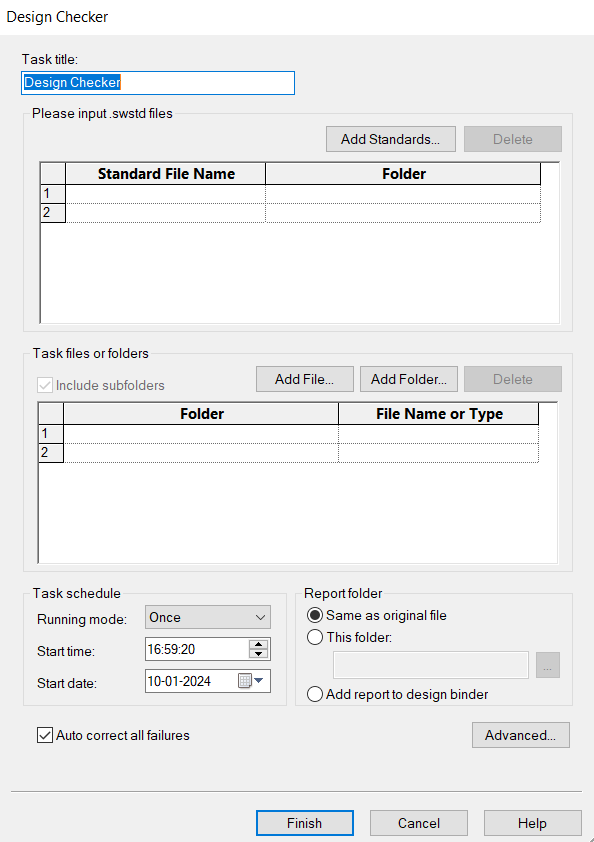 Design Checker
Task title:
Design Checker
Please input .swstd files
Add Standards... Delete
Standard File Name Folder
1
2
Task files or folders
Include subfolders Add File... Add Folder... Delete
Folder File Name or Type
1
2
Task schedule
Running mode: Once
Start time: 16:59:20
Start date: 10-01-2024
Report folder
Same as original file
This folder:
...
Add report to design binder
Auto correct all failures Advanced...
Finish Cancel Help